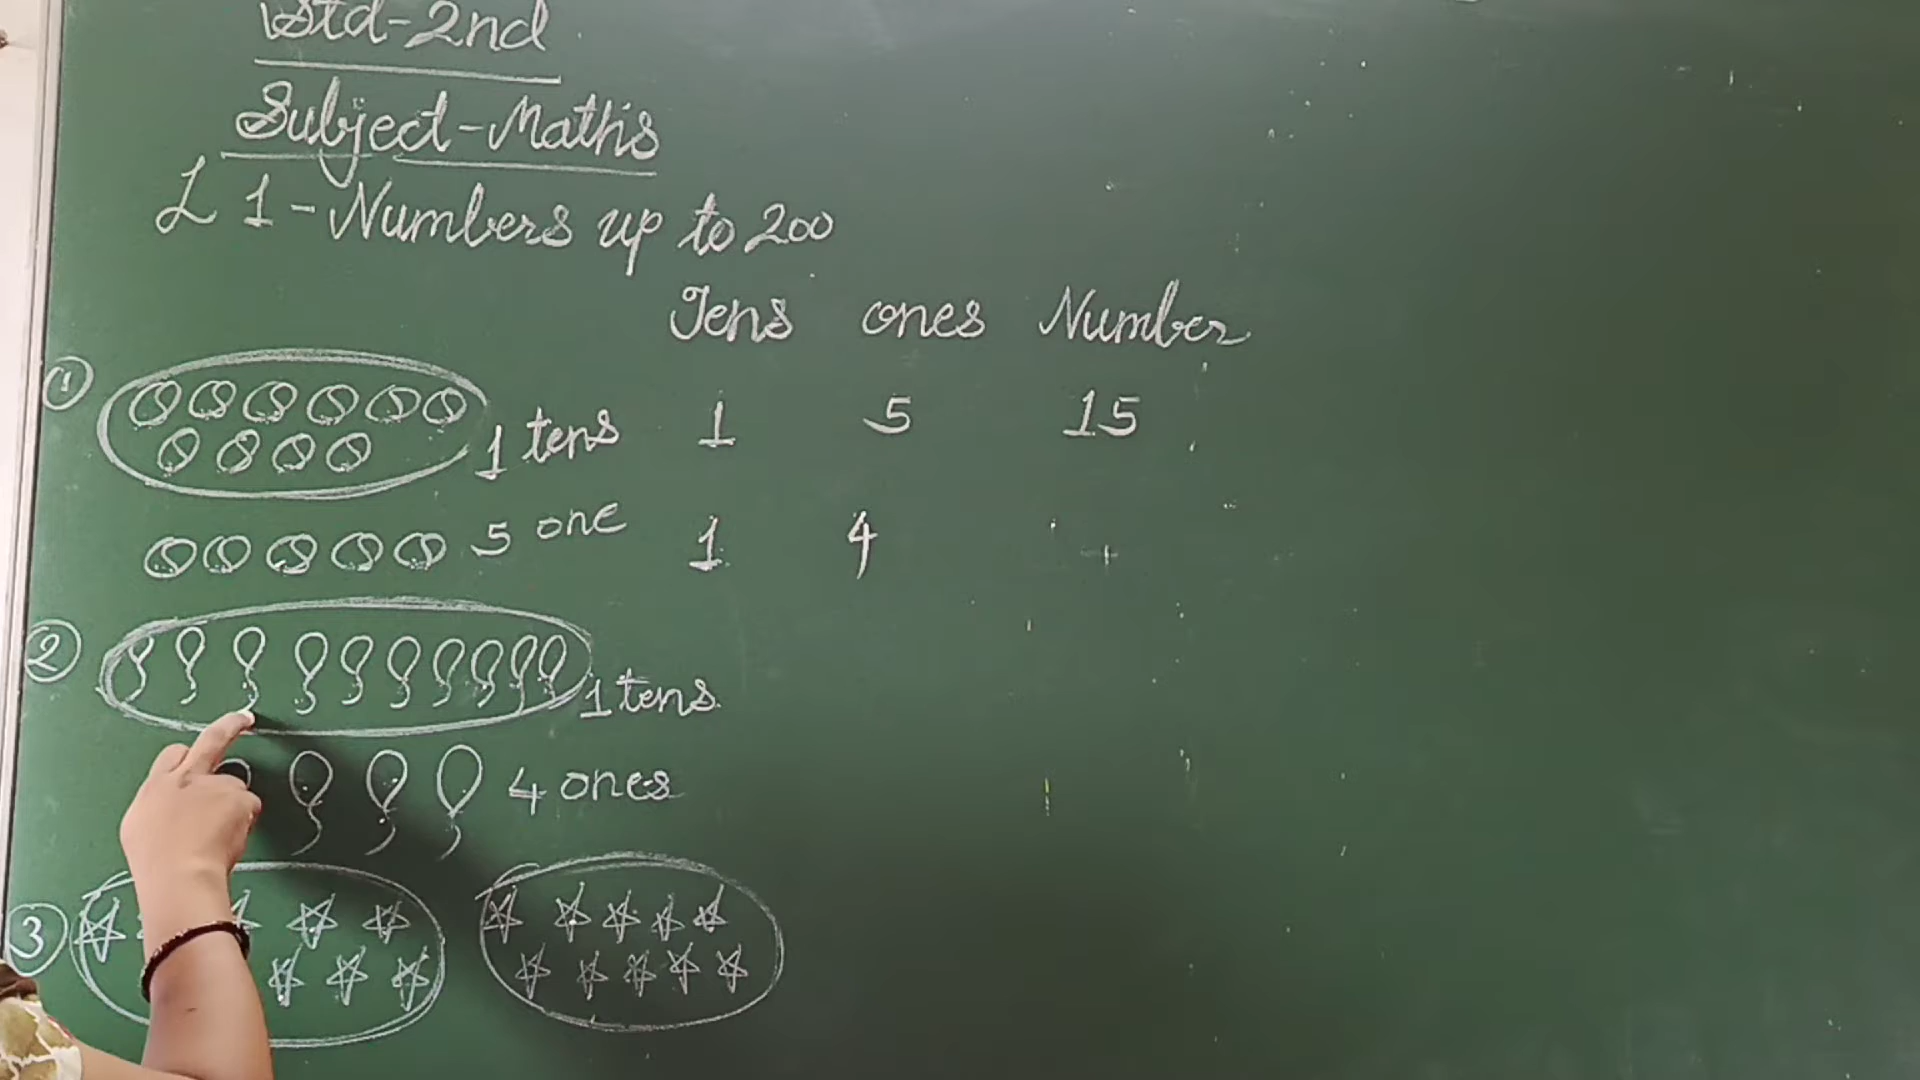 Std-2nd
Subject-Maths
L 1-Numbers up to 200
Tens ones Number
1 1 tens 1 5 15
5 one 1 4
2 1 tens.
4 ones
3